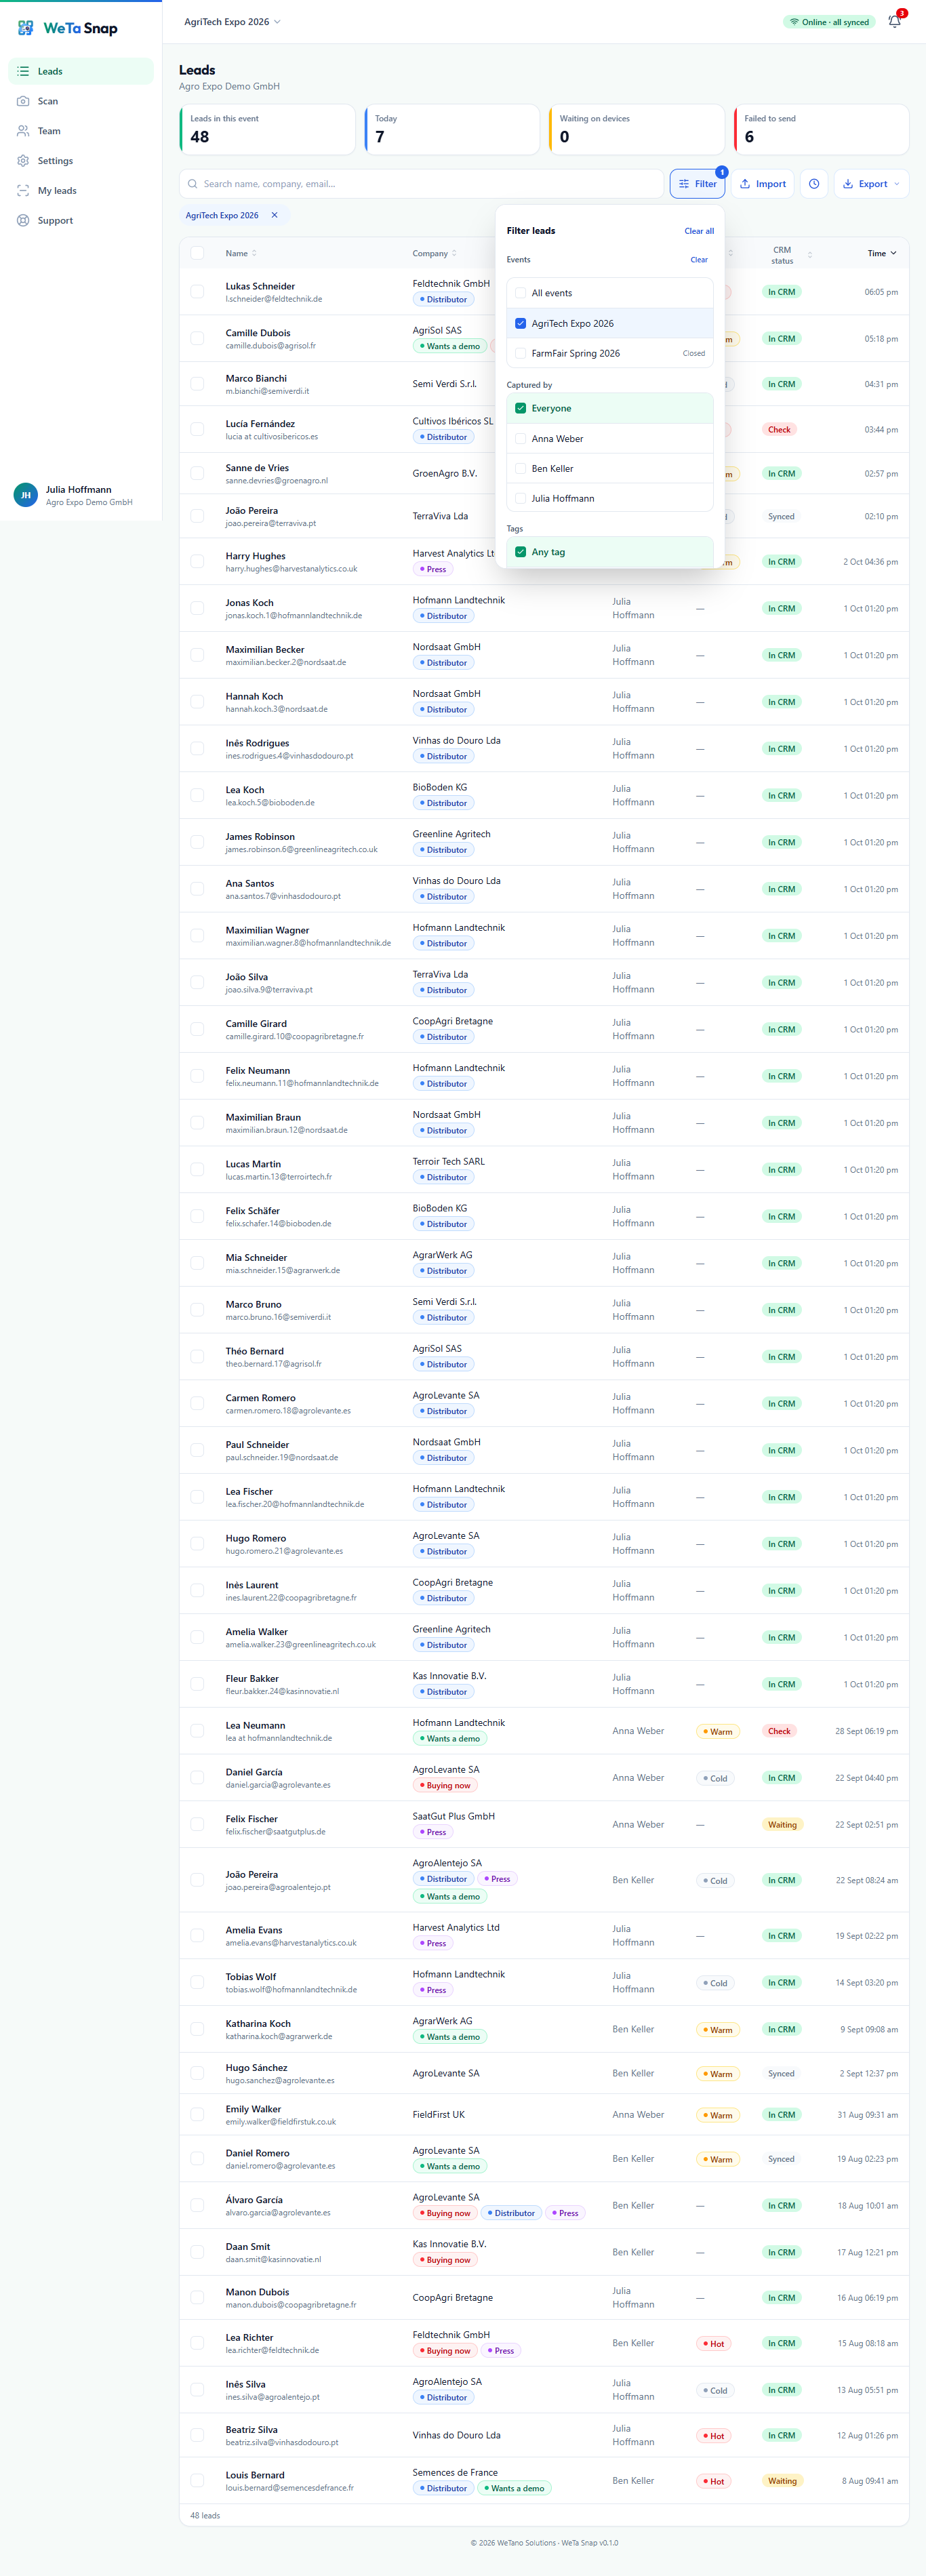 WeTa Snap
AgriTech Expo 2026
Online · all synced
3
Leads
Scan
Team
Settings
My leads
Support
JH
Julia Hoffmann
Agro Expo Demo GmbH
Leads
Agro Expo Demo GmbH
Leads in this event
48
Today
7
Waiting on devices
0
Failed to send
6
Search name, company, email...
Filter
1
Import
Export
AgriTech Expo 2026
Filter leads
Clear all
Events
Clear
All events
AgriTech Expo 2026
FarmFair Spring 2026
Closed
Captured by
Everyone
Anna Weber
Ben Keller
Julia Hoffmann
Tags
Any tag
Name
Company
CRM
status
Time
Lukas Schneider
l.schneider@feldtechnik.de
Feldtechnik GmbH
Distributor
In CRM
06:05 pm
Camille Dubois
camille.dubois@agrisol.fr
AgriSol SAS
Wants a demo
In CRM
05:18 pm
Marco Bianchi
m.bianchi@semiverdi.it
Semi Verdi S.r.l.
In CRM
04:31 pm
Lucía Fernández
lucia at cultivosibericos.es
Cultivos Ibéricos SL
Distributor
Check
03:44 pm
Sanne de Vries
sanne.devries@groenagro.nl
GroenAgro B.V.
In CRM
02:57 pm
João Pereira
joao.pereira@terraviva.pt
TerraViva Lda
Synced
02:10 pm
Harry Hughes
harry.hughes@harvestanalytics.co.uk
Harvest Analytics Lt
Press
In CRM
2 Oct 04:36 pm
Jonas Koch
jonas.koch.1@hofmannlandtechnik.de
Hofmann Landtechnik
Distributor
Julia
Hoffmann
—
In CRM
1 Oct 01:20 pm
Maximilian Becker
maximilian.becker.2@nordsaat.de
Nordsaat GmbH
Distributor
Julia
Hoffmann
—
In CRM
1 Oct 01:20 pm
Hannah Koch
hannah.koch.3@nordsaat.de
Nordsaat GmbH
Distributor
Julia
Hoffmann
—
In CRM
1 Oct 01:20 pm
Inês Rodrigues
ines.rodrigues.4@vinhasdodouro.pt
Vinhas do Douro Lda
Distributor
Julia
Hoffmann
—
In CRM
1 Oct 01:20 pm
Lea Koch
lea.koch.5@bioboden.de
BioBoden KG
Distributor
Julia
Hoffmann
—
In CRM
1 Oct 01:20 pm
James Robinson
james.robinson.6@greenlineagritech.co.uk
Greenline Agritech
Distributor
Julia
Hoffmann
—
In CRM
1 Oct 01:20 pm
Ana Santos
ana.santos.7@vinhasdodouro.pt
Vinhas do Douro Lda
Distributor
Julia
Hoffmann
—
In CRM
1 Oct 01:20 pm
Maximilian Wagner
maximilian.wagner.8@hofmannlandtechnik.de
Hofmann Landtechnik
Distributor
Julia
Hoffmann
—
In CRM
1 Oct 01:20 pm
João Silva
joao.silva.9@terraviva.pt
TerraViva Lda
Distributor
Julia
Hoffmann
—
In CRM
1 Oct 01:20 pm
Camille Girard
camille.girard.10@coopagribretagne.fr
CoopAgri Bretagne
Distributor
Julia
Hoffmann
—
In CRM
1 Oct 01:20 pm
Felix Neumann
felix.neumann.11@hofmannlandtechnik.de
Hofmann Landtechnik
Distributor
Julia
Hoffmann
—
In CRM
1 Oct 01:20 pm
Maximilian Braun
maximilian.braun.12@nordsaat.de
Nordsaat GmbH
Distributor
Julia
Hoffmann
—
In CRM
1 Oct 01:20 pm
Lucas Martin
lucas.martin.13@terroirtech.fr
Terroir Tech SARL
Distributor
Julia
Hoffmann
—
In CRM
1 Oct 01:20 pm
Felix Schäfer
felix.schafer.14@bioboden.de
BioBoden KG
Distributor
Julia
Hoffmann
—
In CRM
1 Oct 01:20 pm
Mia Schneider
mia.schneider.15@agrarwerk.de
AgrarWerk AG
Distributor
Julia
Hoffmann
—
In CRM
1 Oct 01:20 pm
Marco Bruno
marco.bruno.16@semiverdi.it
Semi Verdi S.r.l.
Distributor
Julia
Hoffmann
—
In CRM
1 Oct 01:20 pm
Théo Bernard
theo.bernard.17@agrisol.fr
AgriSol SAS
Distributor
Julia
Hoffmann
—
In CRM
1 Oct 01:20 pm
Carmen Romero
carmen.romero.18@agrolevante.es
AgroLevante SA
Distributor
Julia
Hoffmann
—
In CRM
1 Oct 01:20 pm
Paul Schneider
paul.schneider.19@nordsaat.de
Nordsaat GmbH
Distributor
Julia
Hoffmann
—
In CRM
1 Oct 01:20 pm
Lea Fischer
lea.fischer.20@hofmannlandtechnik.de
Hofmann Landtechnik
Distributor
Julia
Hoffmann
—
In CRM
1 Oct 01:20 pm
Hugo Romero
hugo.romero.21@agrolevante.es
AgroLevante SA
Distributor
Julia
Hoffmann
—
In CRM
1 Oct 01:20 pm
Inés Laurent
ines.laurent.22@coopagribretagne.fr
CoopAgri Bretagne
Distributor
Julia
Hoffmann
—
In CRM
1 Oct 01:20 pm
Amelia Walker
amelia.walker.23@greenlineagritech.co.uk
Greenline Agritech
Distributor
Julia
Hoffmann
—
In CRM
1 Oct 01:20 pm
Fleur Bakker
fleur.bakker.24@kasinnovatie.nl
Kas Innovatie B.V.
Distributor
Julia
Hoffmann
—
In CRM
1 Oct 01:20 pm
Lea Neumann
lea at hofmannlandtechnik.de
Hofmann Landtechnik
Wants a demo
Anna Weber
Warm
Check
28 Sept 06:19 pm
Daniel García
daniel.garcia@agrolevante.es
AgroLevante SA
Buying now
Anna Weber
Cold
In CRM
22 Sept 04:40 pm
Felix Fischer
felix.fischer@saatgutplus.de
SaatGut Plus GmbH
Press
Anna Weber
—
Waiting
22 Sept 02:51 pm
João Pereira
joao.pereira@agroalentejo.pt
AgroAlentejo SA
Distributor
Press
Wants a demo
Ben Keller
Cold
In CRM
22 Sept 08:24 am
Amelia Evans
amelia.evans@harvestanalytics.co.uk
Harvest Analytics Ltd
Press
Julia
Hoffmann
—
In CRM
19 Sept 02:22 pm
Tobias Wolf
tobias.wolf@hofmannlandtechnik.de
Hofmann Landtechnik
Press
Julia
Hoffmann
Cold
In CRM
14 Sept 03:20 pm
Katharina Koch
katharina.koch@agrarwerk.de
AgrarWerk AG
Wants a demo
Ben Keller
Warm
In CRM
9 Sept 09:08 am
Hugo Sánchez
hugo.sanchez@agrolevante.es
AgroLevante SA
Ben Keller
Warm
Synced
2 Sept 12:37 pm
Emily Walker
emily.walker@fieldfirstuk.co.uk
FieldFirst UK
Anna Weber
Warm
In CRM
31 Aug 09:31 am
Daniel Romero
daniel.romero@agrolevante.es
AgroLevante SA
Wants a demo
Ben Keller
Warm
Synced
19 Aug 02:23 pm
Álvaro García
alvaro.garcia@agrolevante.es
AgroLevante SA
Buying now
Distributor
Press
Ben Keller
—
In CRM
18 Aug 10:01 am
Daan Smit
daan.smit@kasinnovatie.nl
Kas Innovatie B.V.
Buying now
Ben Keller
—
In CRM
17 Aug 12:21 pm
Manon Dubois
manon.dubois@coopagribretagne.fr
CoopAgri Bretagne
Julia
Hoffmann
—
In CRM
16 Aug 06:19 pm
Lea Richter
lea.richter@feldtechnik.de
Feldtechnik GmbH
Buying now
Press
Ben Keller
Hot
In CRM
15 Aug 08:18 am
Inês Silva
ines.silva@agroalentejo.pt
AgroAlentejo SA
Distributor
Julia
Hoffmann
Cold
In CRM
13 Aug 05:51 pm
Beatriz Silva
beatriz.silva@vinhasdodouro.pt
Vinhas do Douro Lda
Julia
Hoffmann
Hot
In CRM
12 Aug 01:26 pm
Louis Bernard
louis.bernard@semencesdefrance.fr
Semences de France
Distributor
Wants a demo
Ben Keller
Hot
Waiting
8 Aug 09:41 am
48 leads
© 2026 WeTano Solutions · WeTa Snap v0.1.0